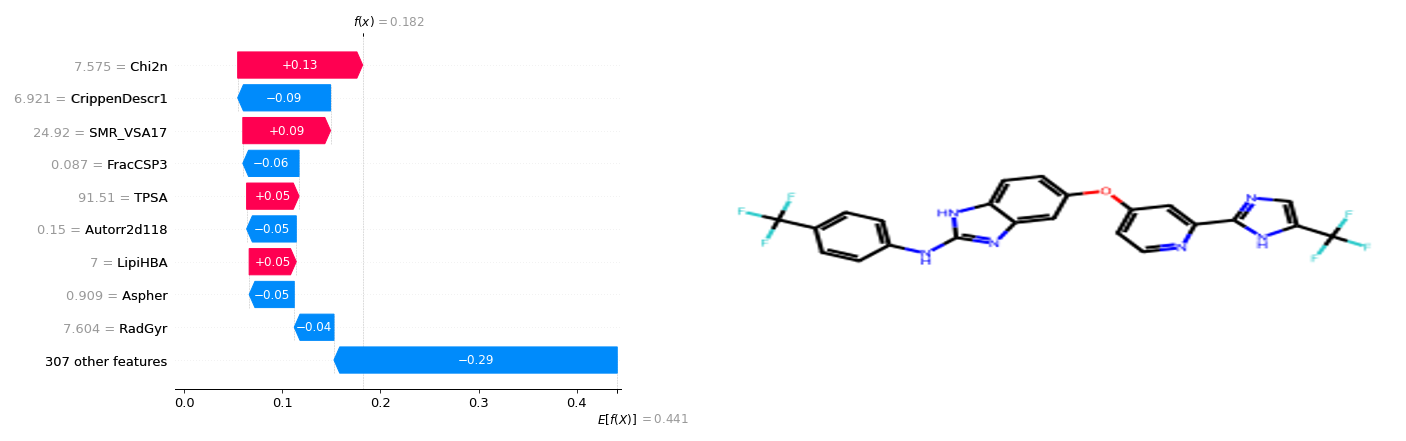 f(x) = 0.182
7.575 = Chi2n
+0.13
6.921 = CrippenDescr1
−0.09
24.92 = SMR_VSA17
+0.09
0.087 = FracCSP3
−0.06
91.51 = TPSA
+0.05
0.15 = Autorr2d118
−0.05
7 = LipiHBA
+0.05
0.909 = Aspher
−0.05
7.604 = RadGyr
−0.04
307 other features
−0.29
0.0 0.1 0.2 0.3 0.4
E[f(X)] = 0.441
F
F
F
HN
N
N
H
O
N
N
N
H
F
F
F